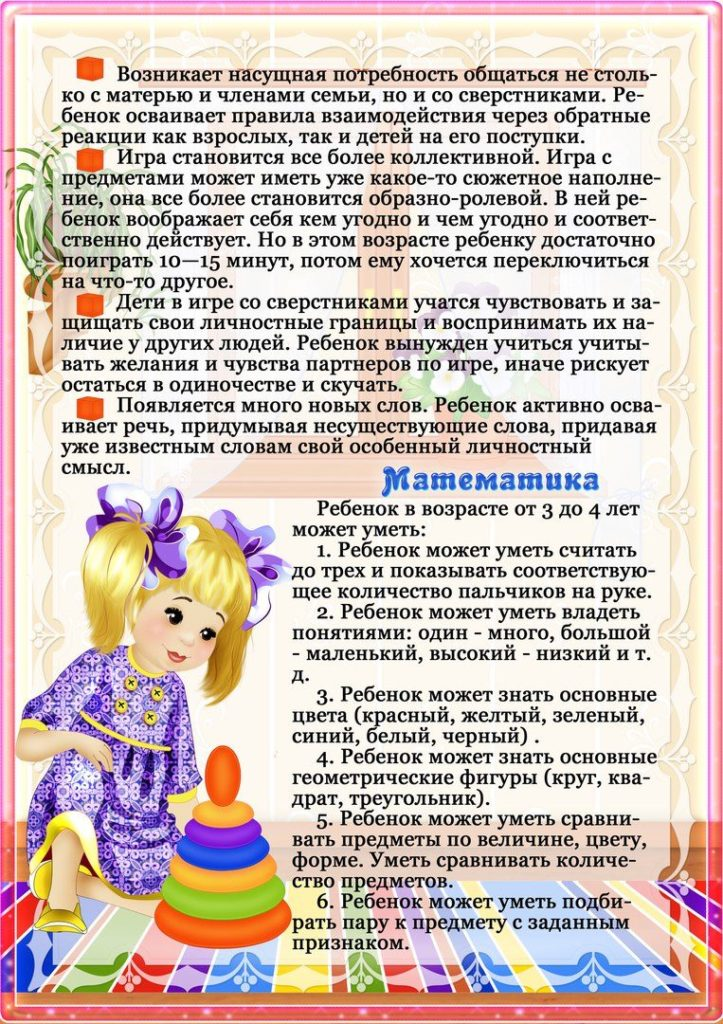 Возникает насущная потребность общаться не столь-
ко с матерью и членами семьи, но и со сверстниками. Ре-
бенок осваивает правила взаимодействия через обратные
реакции как взрослых, так и детей на его поступки.
Игра становится все более коллективной. Игра с
предметами может иметь уже какое-то сюжетное наполне-
ние, она все более становится образно-ролевой. В ней ре-
бенок воображает себя кем угодно и чем угодно и соответ-
ственно действует. Но в этом возрасте ребенку достаточно
поиграть 10—15 минут, потом ему хочется переключиться
на что-то другое.
Дети в игре со сверстниками учатся чувствовать и за-
щищать свои личностные границы и воспринимать их на-
личие у других людей. Ребенок вынужден учиться учиты-
вать желания и чувства партнеров по игре, иначе рискует
остаться в одиночестве и скучать.
Появляется много новых слов. Ребенок активно осва-
ивает речь, придумывая несуществующие слова, придавая
уже известным словам свой особенный личностный
смысл.
Математика
Ребенок в возрасте от 3 до 4 лет
может уметь:
1. Ребенок может уметь считать
до трех и показывать соответствую-
щее количество пальчиков на руке.
2. Ребенок может уметь владеть
понятиями: один - много, большой
- маленький, высокий - низкий и т.
д.
3. Ребенок может знать основные
цвета (красный, желтый, зеленый,
синий, белый, черный) .
4. Ребенок может знать основные
геометрические фигуры (круг, ква-
драт, треугольник).
5. Ребенок может уметь сравни-
вать предметы по величине, цвету,
форме. Уметь сравнивать количе-
ство предметов.
6. Ребенок может уметь подби-
рать пару к предмету с заданным
признаком.